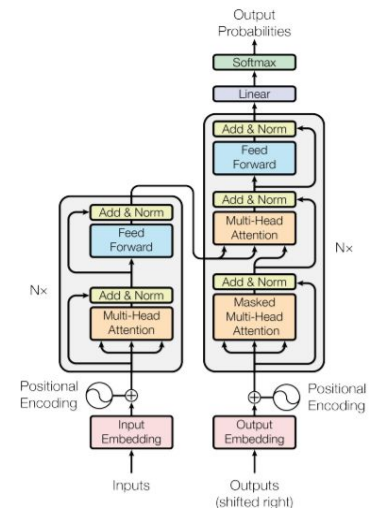 Output
Probabilities
Softmax
Linear
Add & Norm
Feed
Forward
Add & Norm
Multi-Head
Attention
Nx
Add & Norm
Masked
Multi-Head
Attention
Positional
Encoding
Output
Embedding
Outputs
(shifted right)
Add & Norm
Feed
Forward
Nx
Add & Norm
Multi-Head
Attention
Positional
Encoding
Input
Embedding
Inputs